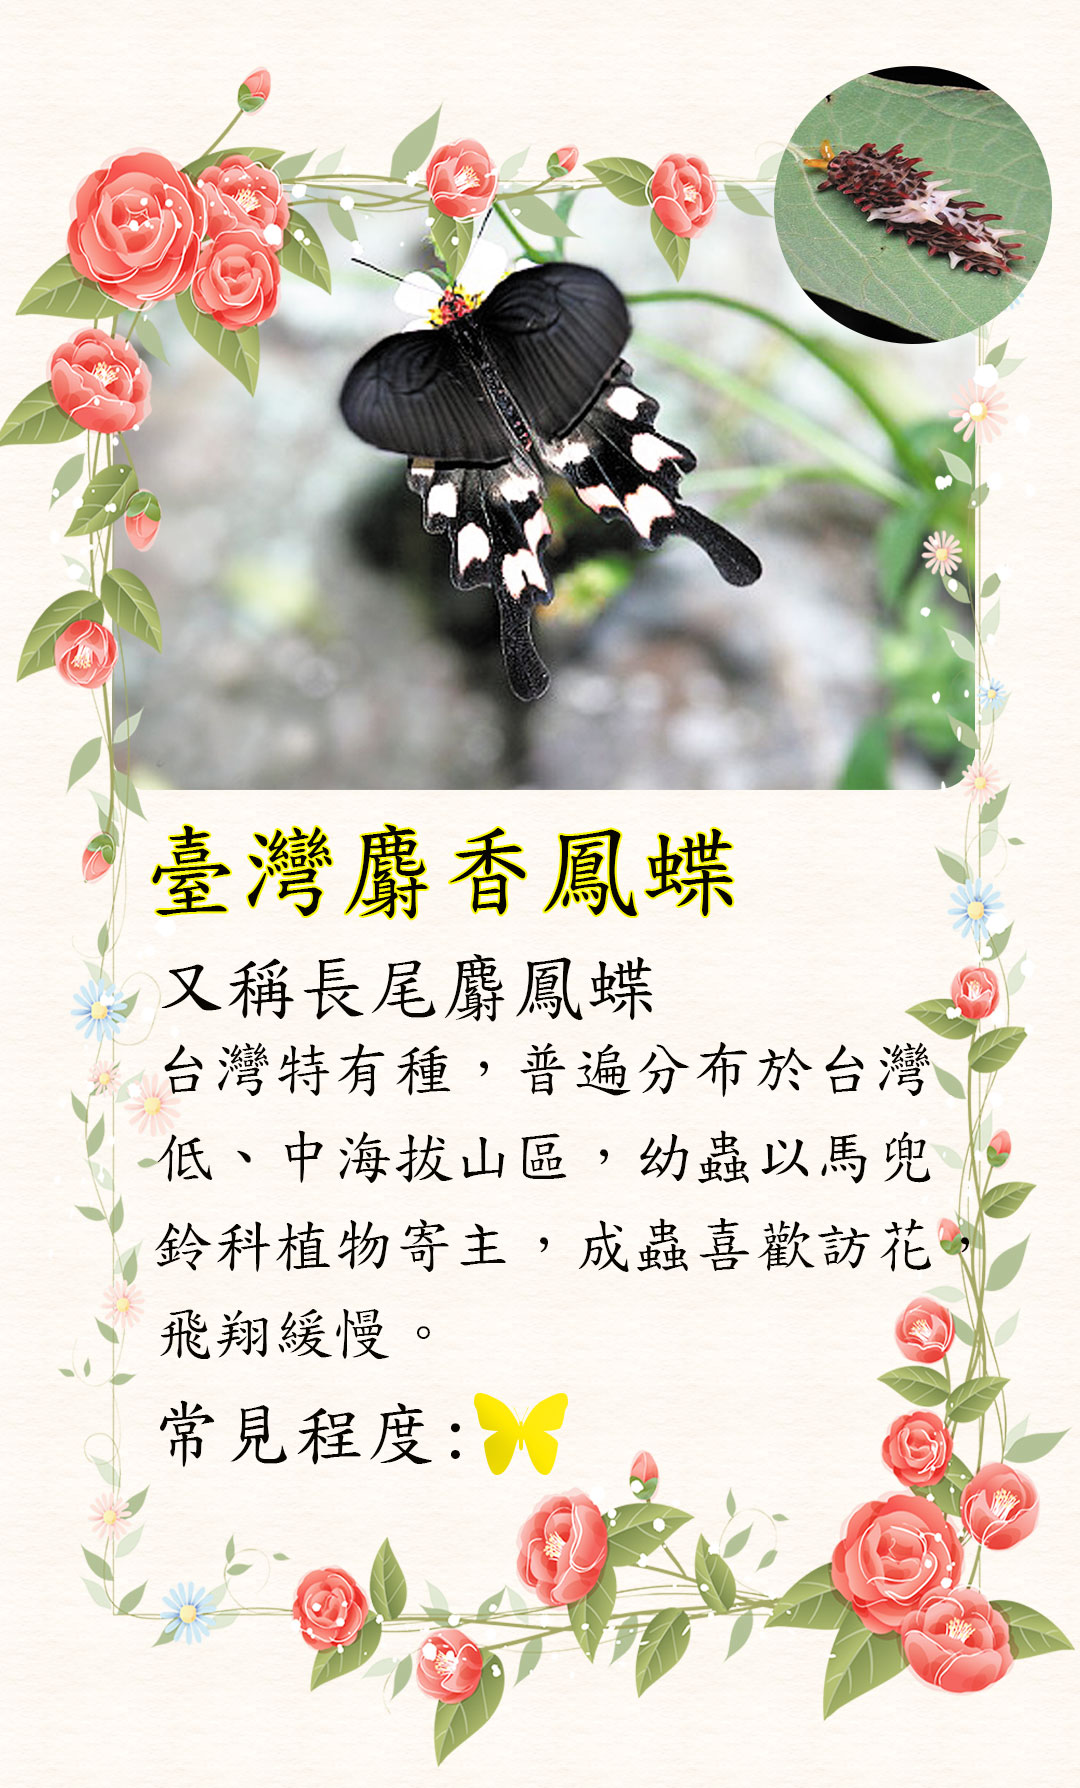 臺灣麝香鳳蝶
又稱長尾麝鳳蝶
台灣特有種，普遍分布於台灣
低、中海拔山區，幼蟲以馬兜
鈴科植物寄主，成蟲喜歡訪花，
飛翔緩慢。
常見程度: